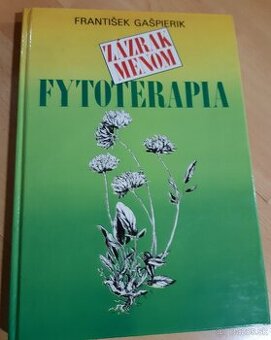 FRANTIŠEK GAŠPIERIK
ZÁZRAK
MENOM
FYTOTERAPIA